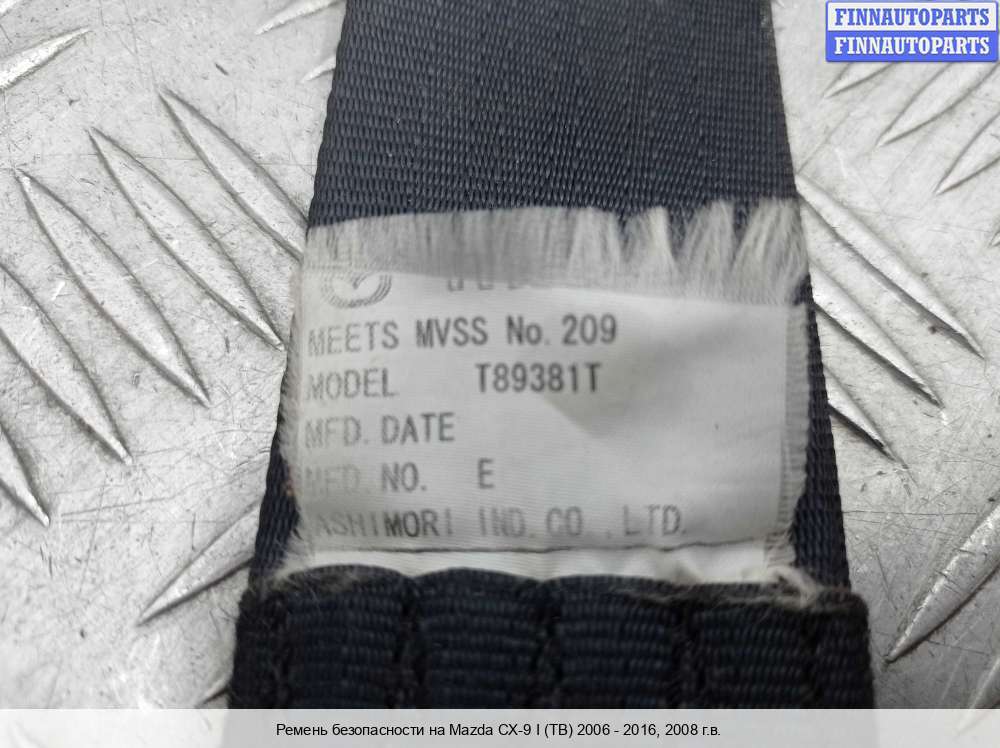 FINNAUTOPARTS
FINNAUTOPARTS
MEETS MVSS No. 209
MODEL T89381T
MFD. DATE
MFD. NO. E
ASHIMORI IND. CO., LTD.
Ремень безопасности на Mazda CX-9 I (TB) 2006 - 2016, 2008 г.в.